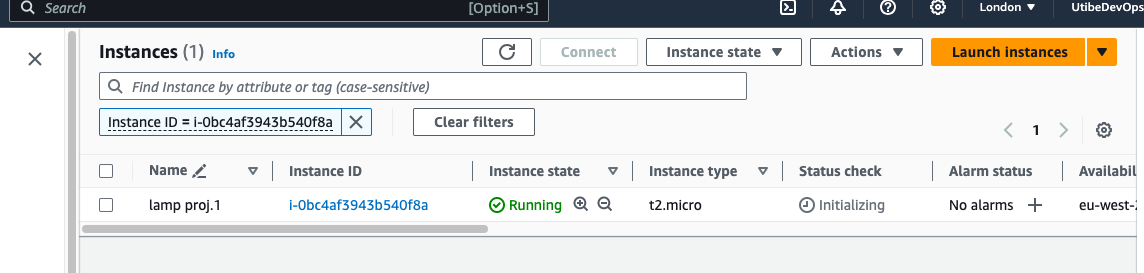 Search [Option+S] London ▼ UtibeDevOps
Instances (1) Info Connect Instance state ▼ Actions ▼ Launch instances ▼
Find Instance by attribute or tag (case-sensitive)
Instance ID = i-0bc4af3943b540f8a Clear filters
1
Name Instance ID Instance state Instance type Status check Alarm status Availabil
lamp proj.1 i-0bc4af3943b540f8a Running t2.micro Initializing No alarms + eu-west-2